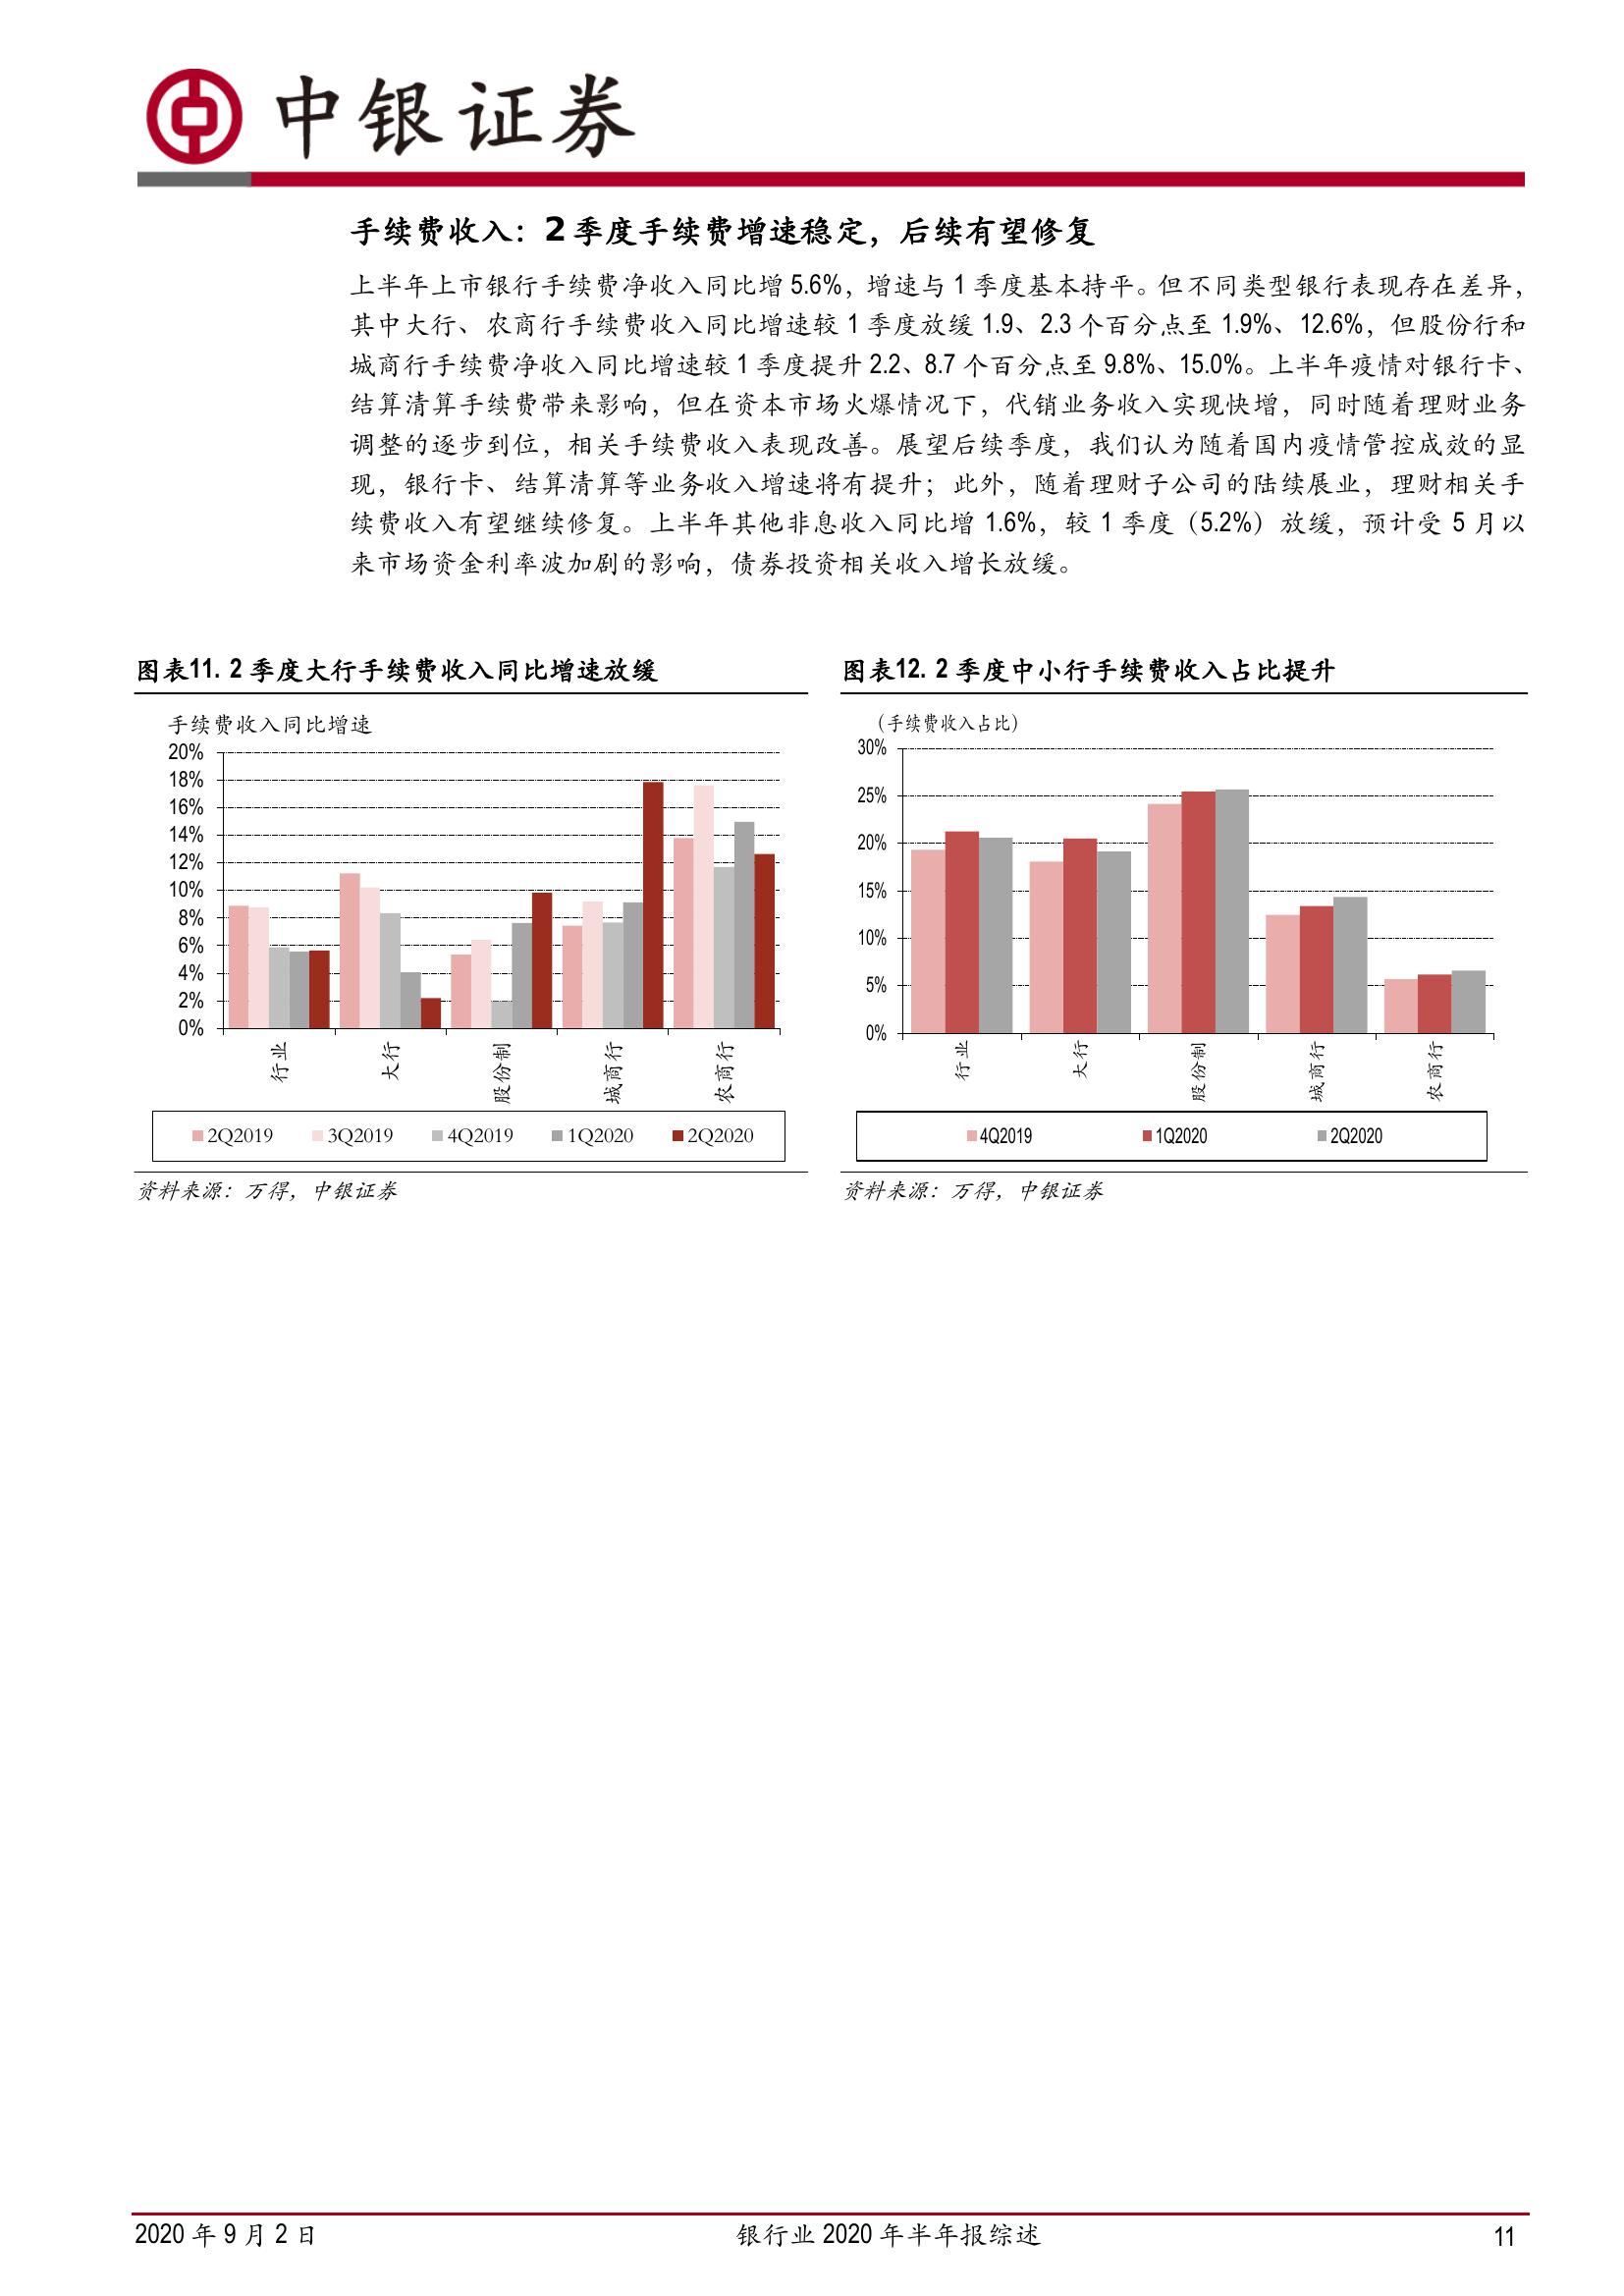 中银证券
手续费收入：2 季度手续费增速稳定，后续有望修复
上半年上市银行手续费净收入同比增 5.6%，增速与 1 季度基本持平。但不同类型银行表现存在差异，
其中大行、农商行手续费收入同比增速较 1 季度放缓 1.9、2.3 个百分点至 1.9%、12.6%，但股份行和
城商行手续费净收入同比增速较 1 季度提升 2.2、8.7 个百分点至 9.8%、15.0%。上半年疫情对银行卡、
结算清算手续费带来影响，但在资本市场火爆情况下，代销业务收入实现快增，同时随着理财业务
调整的逐步到位，相关手续费收入表现改善。展望后续季度，我们认为随着国内疫情管控成效的显
现，银行卡、结算清算等业务收入增速将有提升；此外，随着理财子公司的陆续展业，理财相关手
续费收入有望继续修复。上半年其他非息收入同比增 1.6%，较 1 季度（5.2%）放缓，预计受 5 月以
来市场资金利率波加剧的影响，债券投资相关收入增长放缓。
图表11. 2 季度大行手续费收入同比增速放缓
手续费收入同比增速
20%
18%
16%
14%
12%
10%
8%
6%
4%
2%
0%
行业
大行
股份制
城商行
农商行
2Q2019 3Q2019 4Q2019 1Q2020 2Q2020
资料来源：万得，中银证券
图表12. 2 季度中小行手续费收入占比提升
（手续费收入占比）
30%
25%
20%
15%
10%
5%
0%
行业
大行
股份制
城商行
农商行
4Q2019 1Q2020 2Q2020
资料来源：万得，中银证券
2020 年 9 月 2 日 银行业 2020 年半年报综述 11